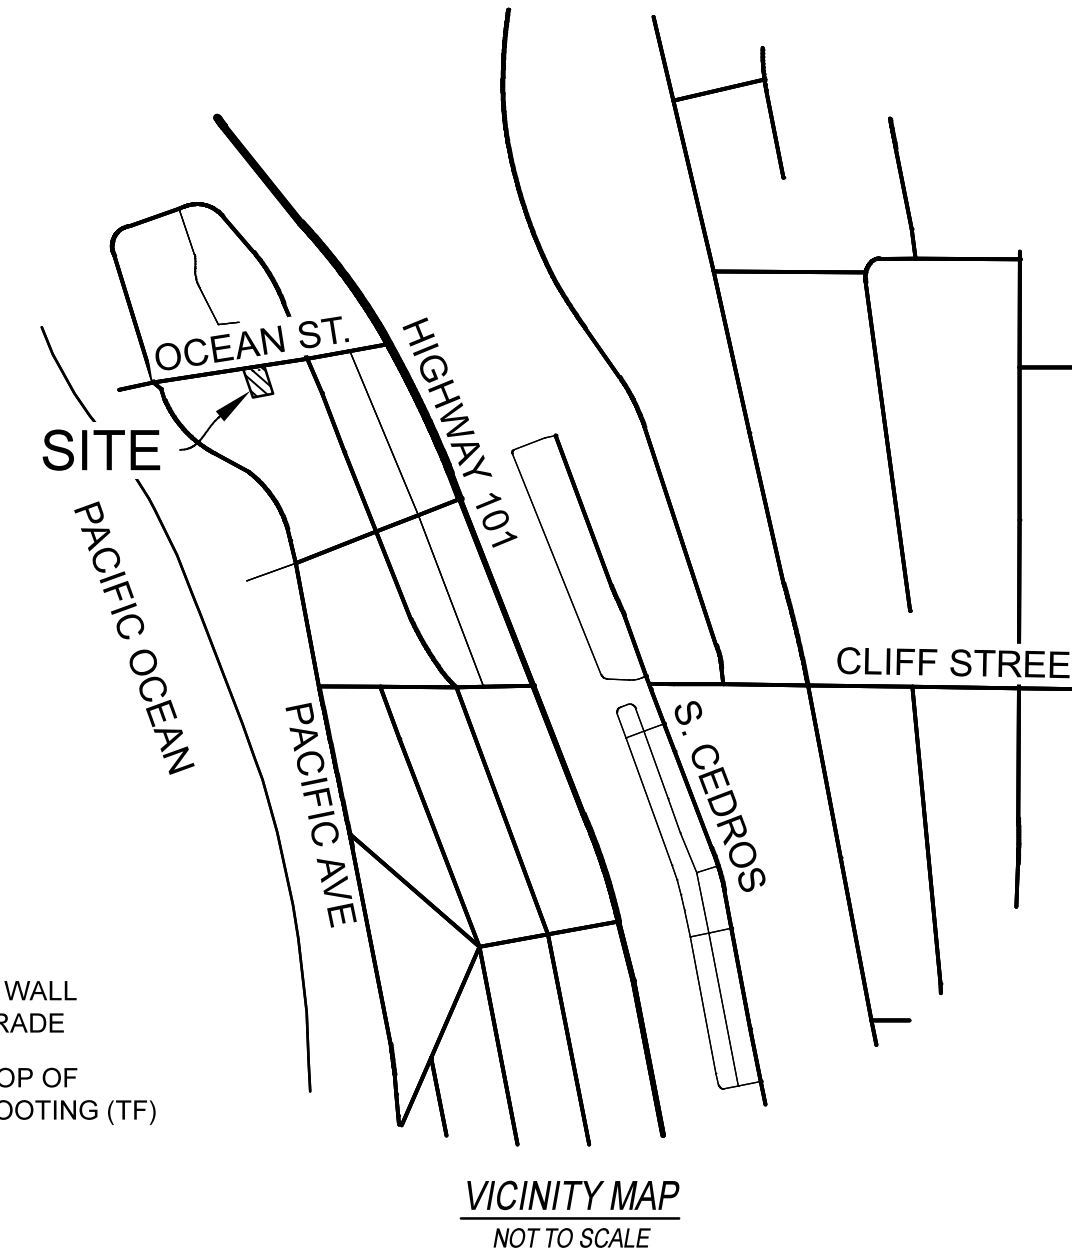 OCEAN ST.
HIGHWAY 101
SITE
PACIFIC OCEAN
CLIFF STREE
S. CEDROS
PACIFIC AVE
WALL
RADE
OP OF
OOTING (TF)
VICINITY MAP
NOT TO SCALE